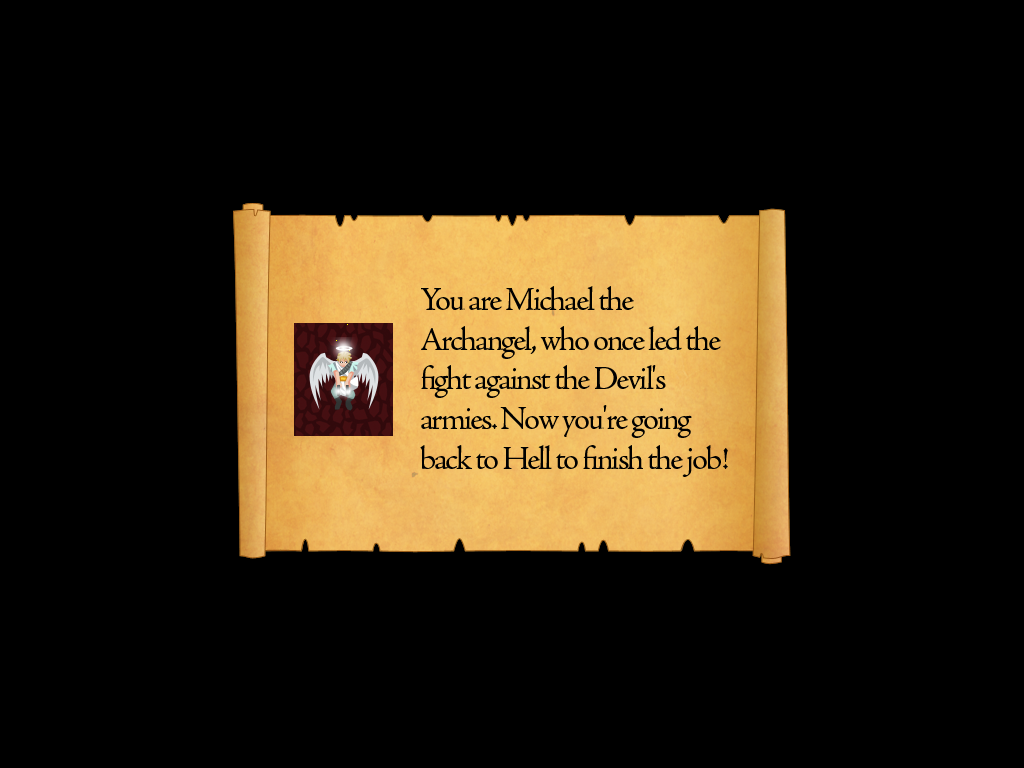 You are Michael the
Archangel, who once led the
fight against the Devil's
armies. Now you're going
back to Hell to finish the job!